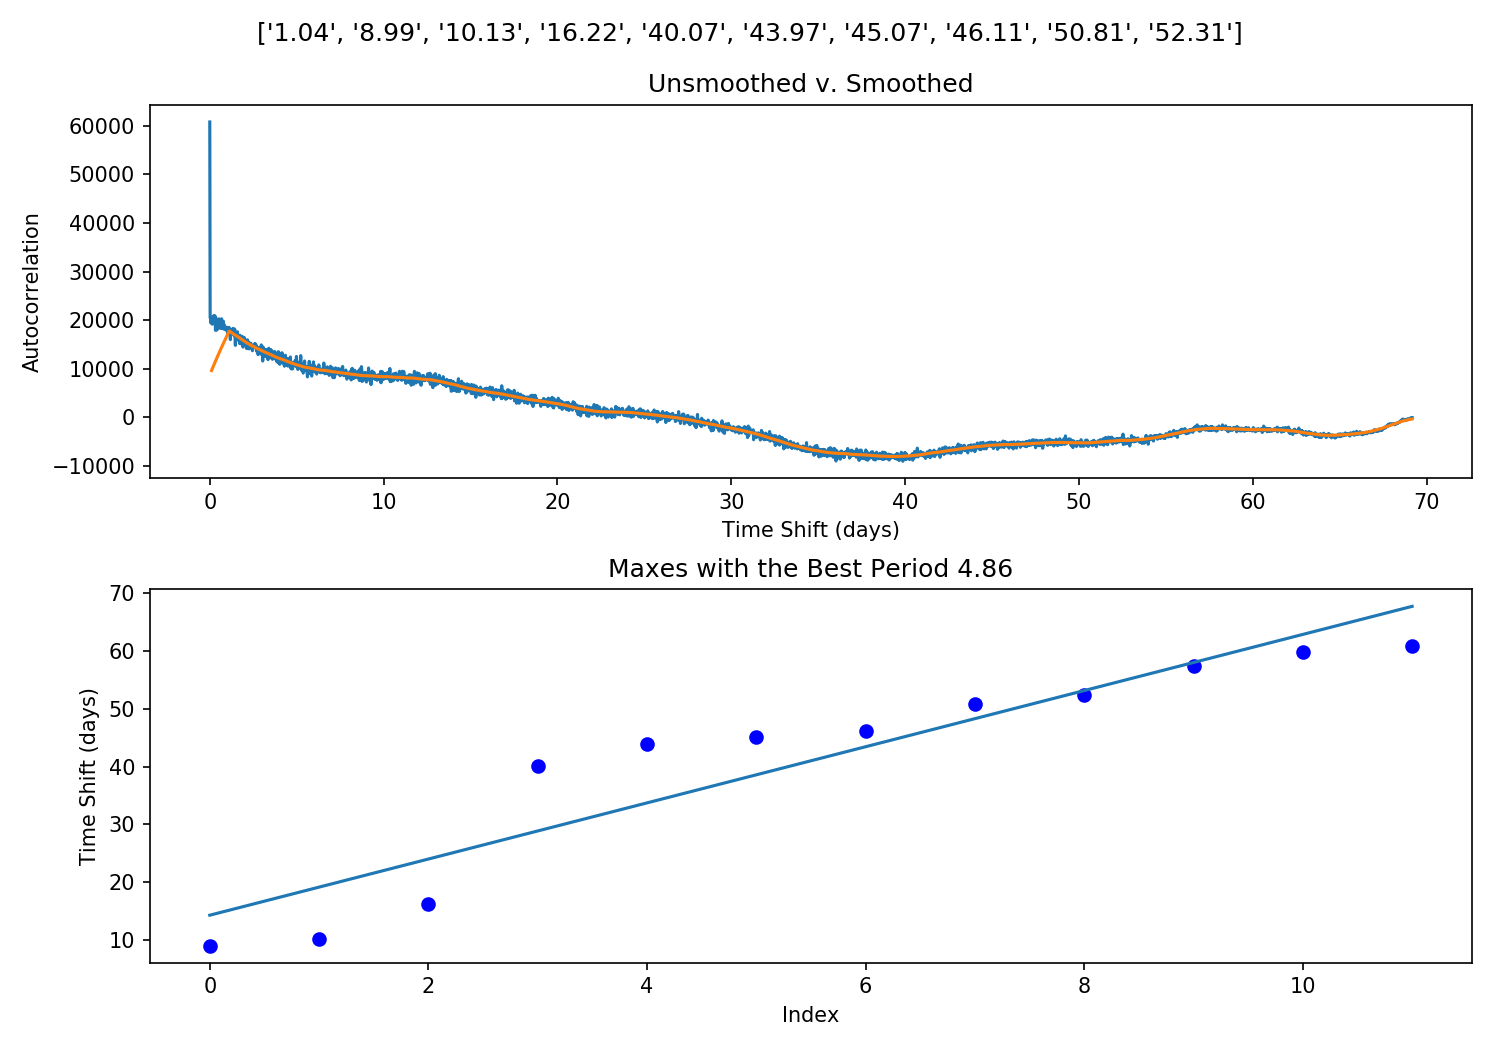 ['1.04', '8.99', '10.13', '16.22', '40.07', '43.97', '45.07', '46.11', '50.81', '52.31']
Unsmoothed v. Smoothed
Autocorrelation
60000
50000
40000
30000
20000
10000
0
−10000
0 10 20 30 40 50 60 70
Time Shift (days)
Maxes with the Best Period 4.86
Time Shift (days)
70
60
50
40
30
20
10
0 2 4 6 8 10
Index